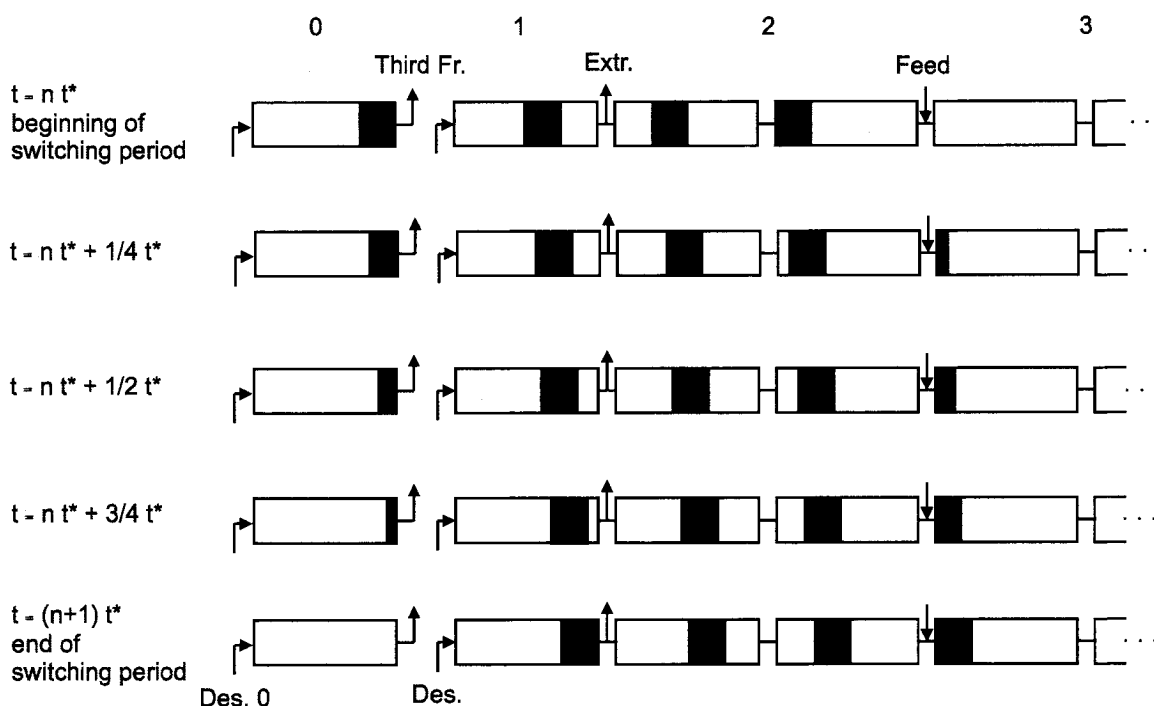 0 1 2 3
Third Fr. Extr. Feed
t = n t*
beginning of
switching period
t = n t* + 1/4 t*
t = n t* + 1/2 t*
t = n t* + 3/4 t*
t = (n+1) t*
end of
switching period
Des. 0 Des.